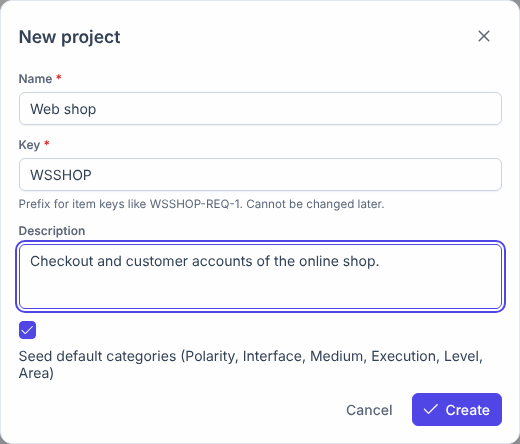 New project
Name *
Web shop
Key *
WSSHOP
Prefix for item keys like WSSHOP-REQ-1. Cannot be changed later.
Description
Checkout and customer accounts of the online shop.
Seed default categories (Polarity, Interface, Medium, Execution, Level,
Area)
Cancel
Create